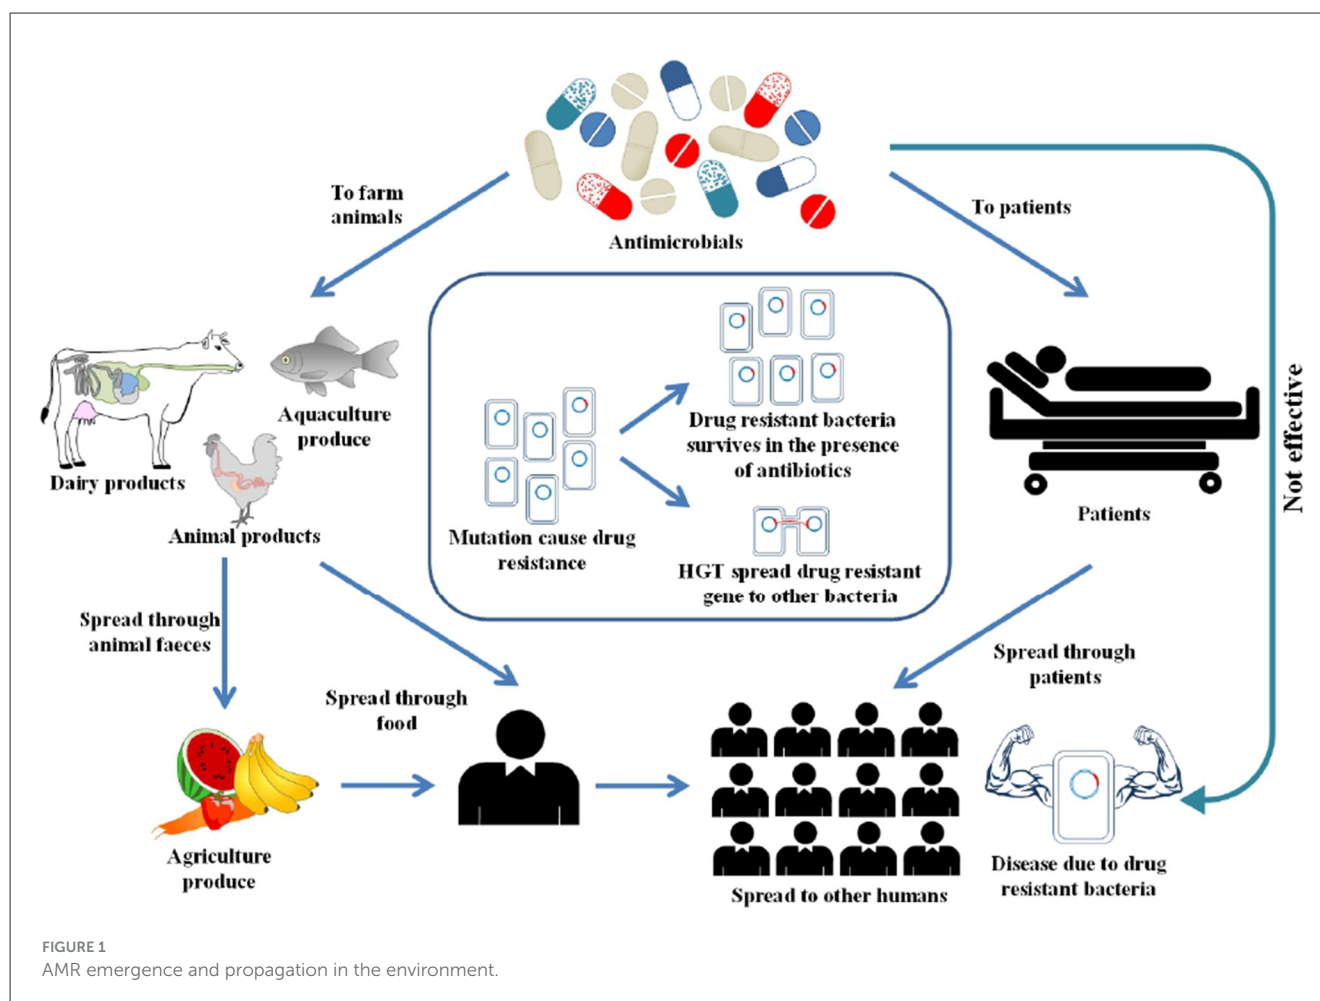 To farm
animals
To patients
Antimicrobials
Aquaculture
produce
Dairy products
Animal products
Drug resistant bacteria
survives in the presence
of antibiotics
Mutation cause drug
resistance
HGT spread drug resistant
gene to other bacteria
Patients
Not effective
Spread through
animal faeces
Spread through
food
Spread through
patients
Agriculture
produce
Spread to other humans
Disease due to drug
resistant bacteria
FIGURE 1
AMR emergence and propagation in the environment.